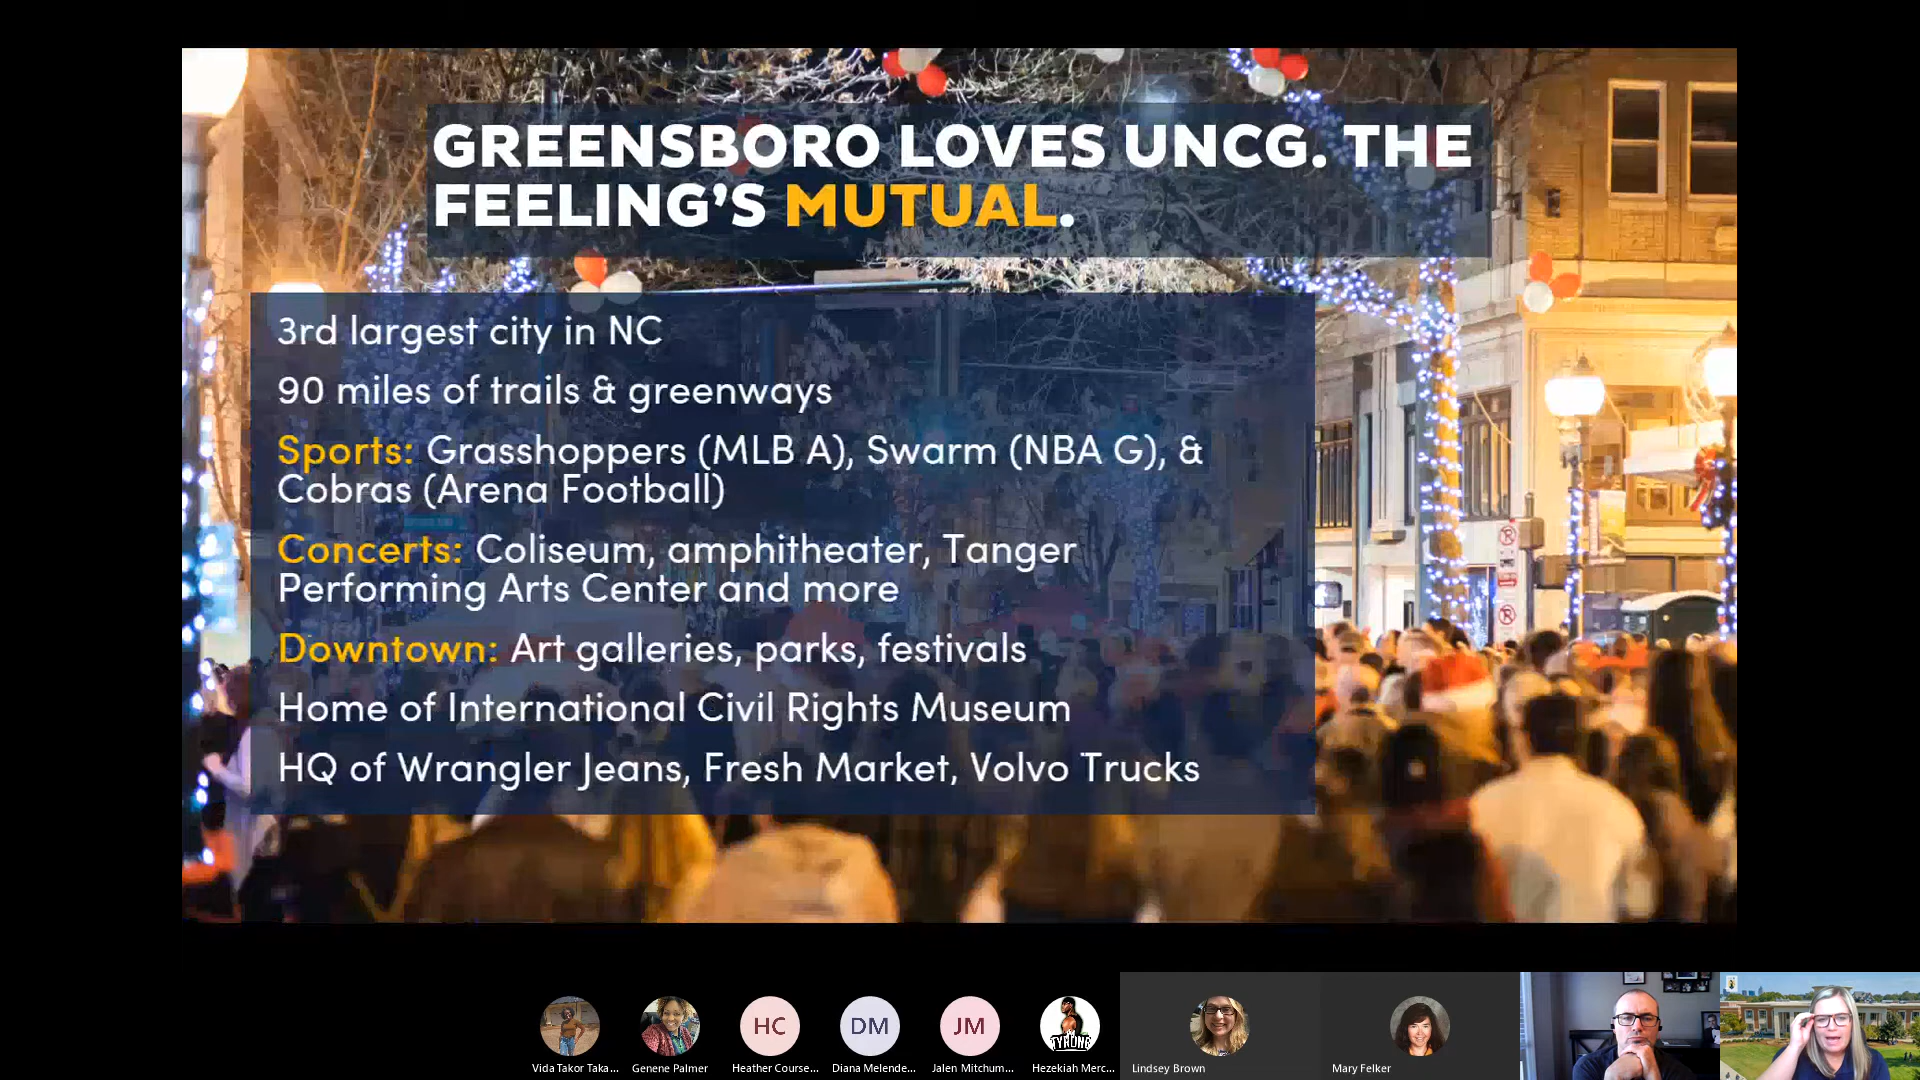 GREENSBORO LOVES UNCG. THE
FEELING’S MUTUAL.
3rd largest city in NC
90 miles of trails & greenways
Sports: Grasshoppers (MLB A), Swarm (NBA G), &
Cobras (Arena Football)
Concerts: Coliseum, amphitheater, Tanger
Performing Arts Center and more
Downtown: Art galleries, parks, festivals
Home of International Civil Rights Museum
HQ of Wrangler Jeans, Fresh Market, Volvo Trucks
HC
DM
JM
TYRONE
Vida Takor Taka...
Genene Palmer
Heather Course...
Diana Melende...
Jalen Mitchum...
Hezekiah Merc...
Lindsey Brown
Mary Felker